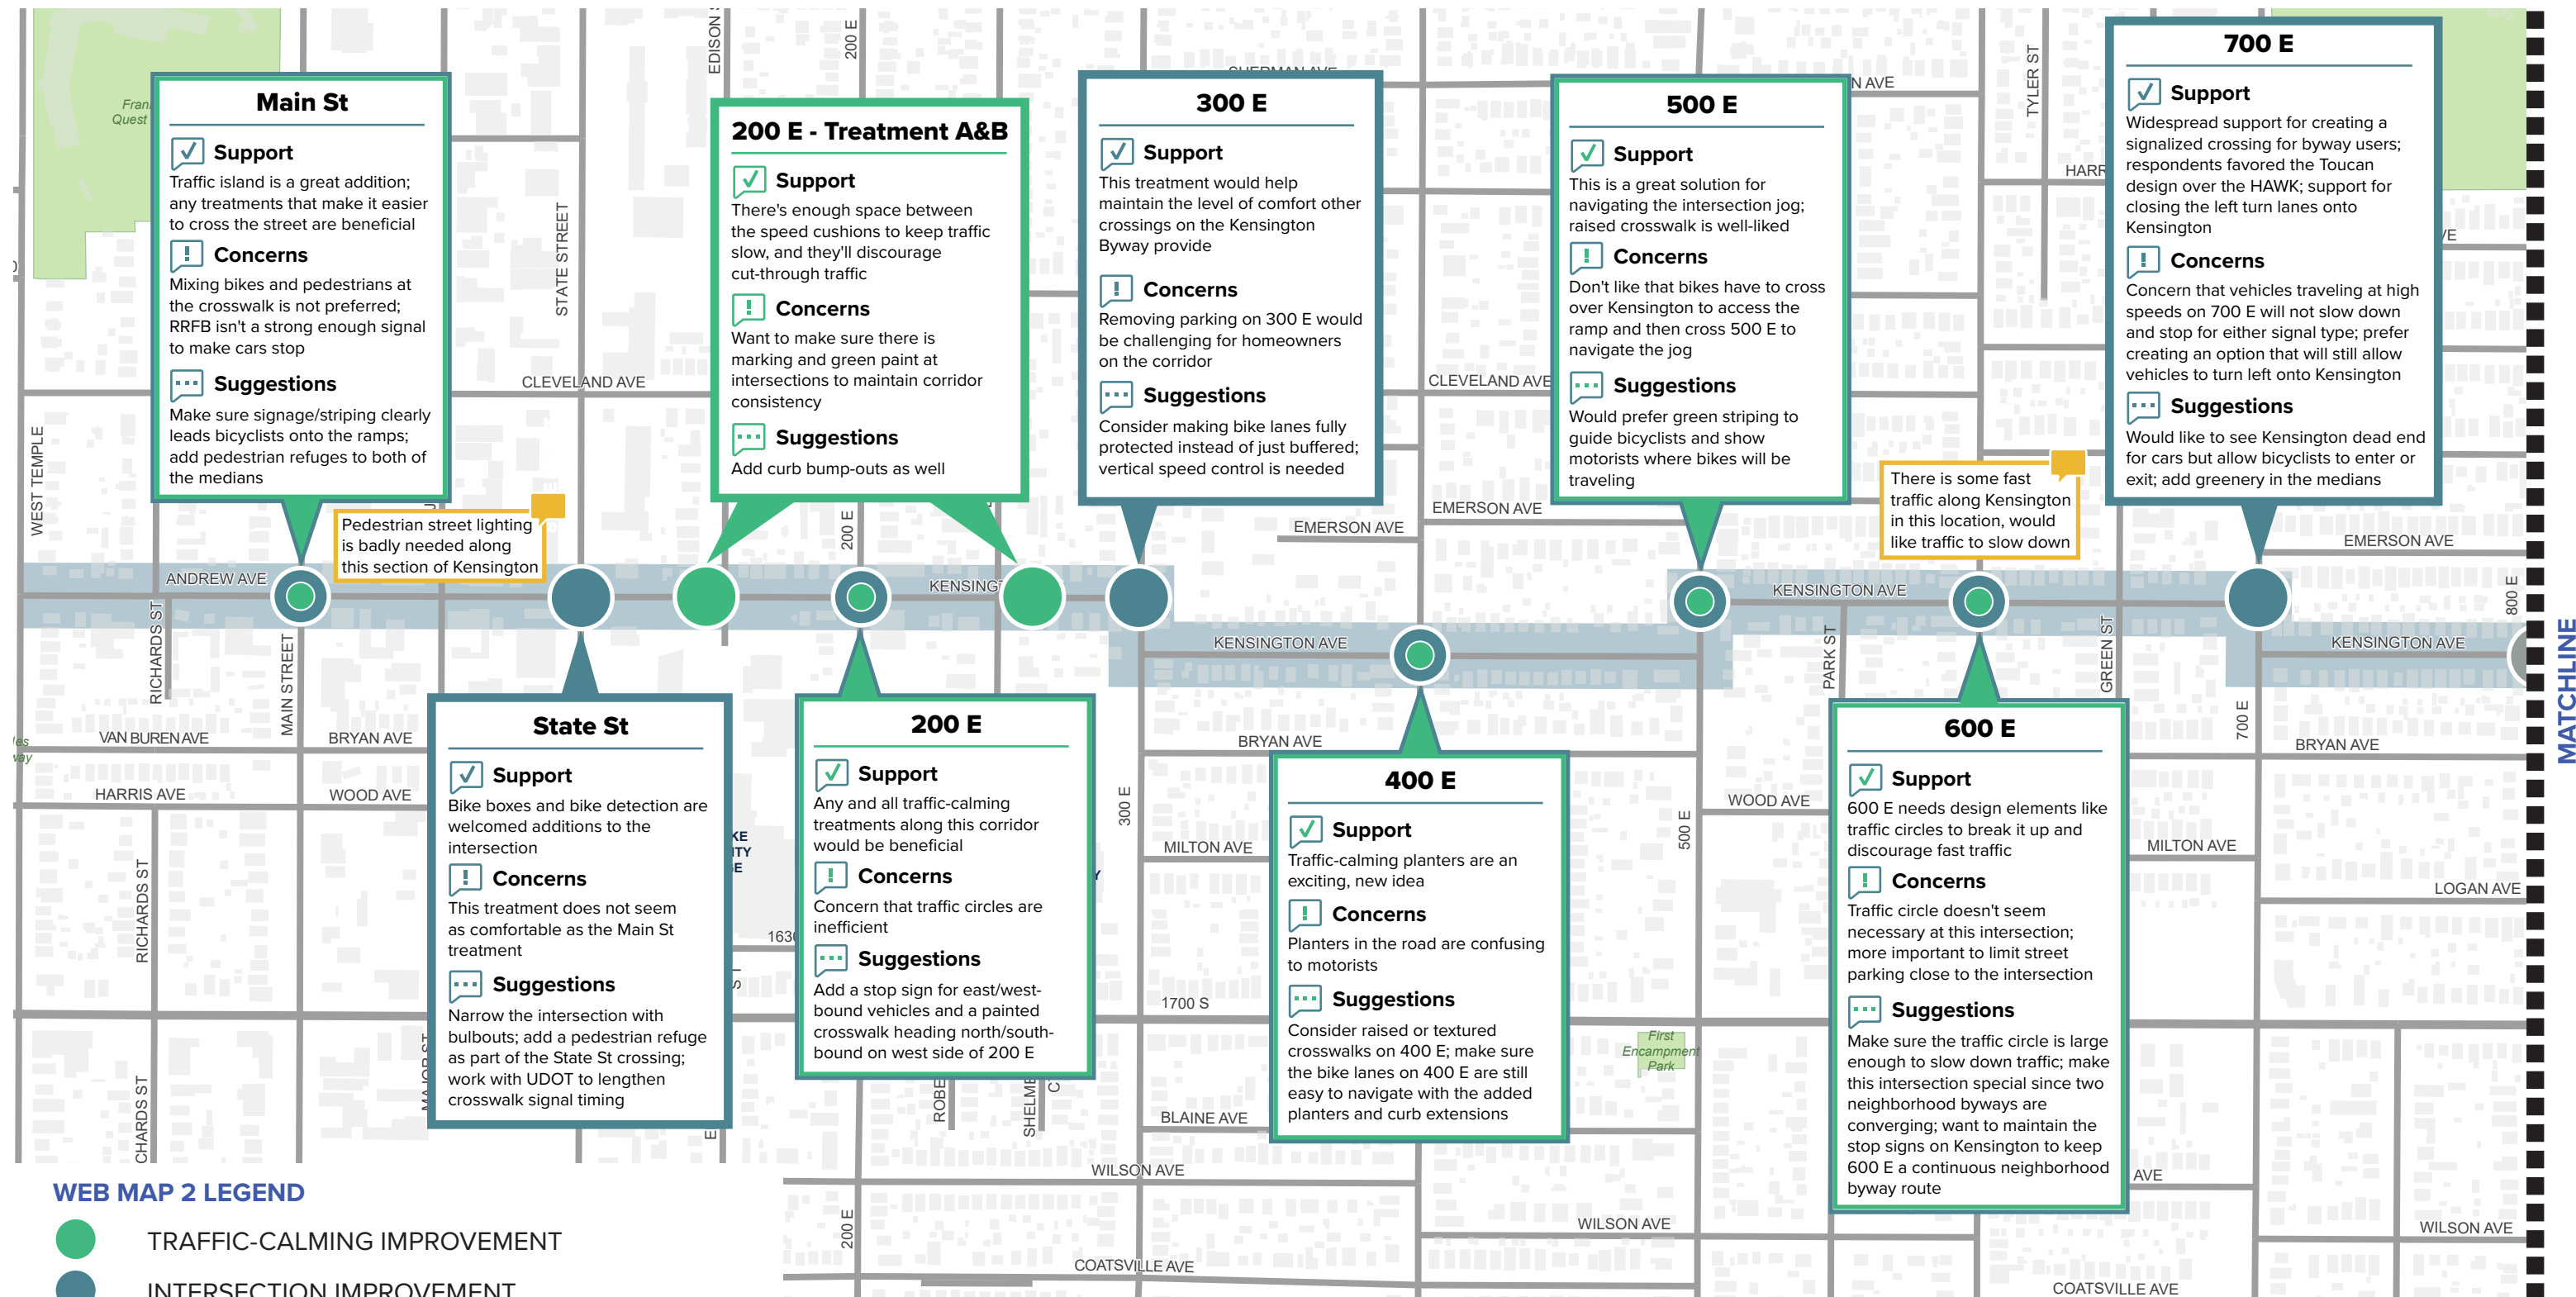 Main St
Support
Traffic island is a great addition;
any treatments that make it easier
to cross the street are beneficial
Concerns
Mixing bikes and pedestrians at
the crosswalk is not preferred;
RRFB isn't a strong enough signal
to make cars stop
Suggestions
Make sure signage/striping clearly
leads bicyclists onto the ramps;
add pedestrian refuges to both of
the medians
200 E - Treatment A&B
Support
There's enough space between
the speed cushions to keep traffic
slow, and they'll discourage
cut-through traffic
Concerns
Want to make sure there is
marking and green paint at
intersections to maintain corridor
consistency
Suggestions
Add curb bump-outs as well
300 E
Support
This treatment would help
maintain the level of comfort other
crossings on the Kensington
Byway provide
Concerns
Removing parking on 300 E would
be challenging for homeowners
on the corridor
Suggestions
Consider making bike lanes fully
protected instead of just buffered;
vertical speed control is needed
500 E
Support
This is a great solution for
navigating the intersection jog;
raised crosswalk is well-liked
Concerns
Don't like that bikes have to cross
over Kensington to access the
ramp and then cross 500 E to
navigate the jog
Suggestions
Would prefer green striping to
guide bicyclists and show
motorists where bikes will be
traveling
700 E
Support
Widespread support for creating a
signalized crossing for byway users;
respondents favored the Toucan
design over the HAWK; support for
closing the left turn lanes onto
Kensington
Concerns
Concern that vehicles traveling at high
speeds on 700 E will not slow down
and stop for either signal type; prefer
creating an option that will still allow
vehicles to turn left onto Kensington
Suggestions
Would like to see Kensington dead end
for cars but allow bicyclists to enter or
exit; add greenery in the medians
Pedestrian street lighting
is badly needed along
this section of Kensington
There is some fast
traffic along Kensington
in this location, would
like traffic to slow down
State St
Support
Bike boxes and bike detection are
welcomed additions to the
intersection
Concerns
This treatment does not seem
as comfortable as the Main St
treatment
Suggestions
Narrow the intersection with
bulbouts; add a pedestrian refuge
as part of the State St crossing;
work with UDOT to lengthen
crosswalk signal timing
200 E
Support
Any and all traffic-calming
treatments along this corridor
would be beneficial
Concerns
Concern that traffic circles are
inefficient
Suggestions
Add a stop sign for east/west-
bound vehicles and a painted
crosswalk heading north/south-
bound on west side of 200 E
400 E
Support
Traffic-calming planters are an
exciting, new idea
Concerns
Planters in the road are confusing
to motorists
Suggestions
Consider raised or textured
crosswalks on 400 E; make sure
the bike lanes on 400 E are still
easy to navigate with the added
planters and curb extensions
600 E
Support
600 E needs design elements like
traffic circles to break it up and
discourage fast traffic
Concerns
Traffic circle doesn't seem
necessary at this intersection;
more important to limit street
parking close to the intersection
Suggestions
Make sure the traffic circle is large
enough to slow down traffic; make
this intersection special since two
neighborhood byways are
converging; want to maintain the
stop signs on Kensington to keep
600 E a continuous neighborhood
byway route
EDISON
200 E
SHERMAN AVE
N AVE
TYLER ST
HARR
STATE STREET
WEST TEMPLE
CLEVELAND AVE
CLEVELAND AVE
200 E
EMERSON AVE
EMERSON AVE
EMERSON AVE
ANDREW AVE
KENSINGT
KENSINGTON AVE
KENSINGTON AVE
KENSINGTON AVE
800 E
MATCHLINE
RICHARDS ST
MAIN STREET
PARK ST
GREEN ST
700 E
VAN BUREN AVE
BRYAN AVE
BRYAN AVE
BRYAN AVE
HARRIS AVE
WOOD AVE
WOOD AVE
300 E
500 E
MILTON AVE
MILTON AVE
LOGAN AVE
RICHARDS ST
1700 S
First
Encampment
Park
MAJOR ST
CHARDS ST
ROBE
SHELME
BLAINE AVE
WILSON AVE
AVE
200 E
WILSON AVE
WILSON AVE
COATSVILLE AVE
COATSVILLE AVE
WEB MAP 2 LEGEND
TRAFFIC-CALMING IMPROVEMENT
INTERSECTION IMPROVEMENT